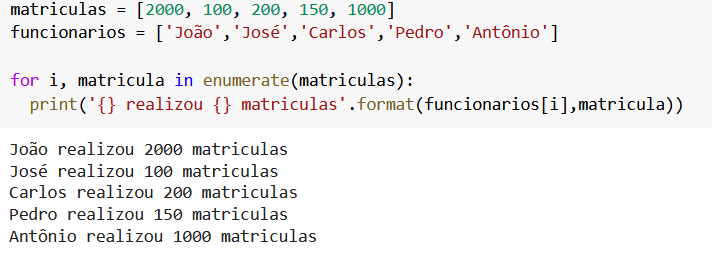 matriculas = [2000, 100, 200, 150, 1000]
funcionarios = ['João','José','Carlos','Pedro','Antônio']
for i, matricula in enumerate(matriculas):
  print('{} realizou {} matriculas'.format(funcionarios[i],matricula))
João realizou 2000 matriculas
José realizou 100 matriculas
Carlos realizou 200 matriculas
Pedro realizou 150 matriculas
Antônio realizou 1000 matriculas